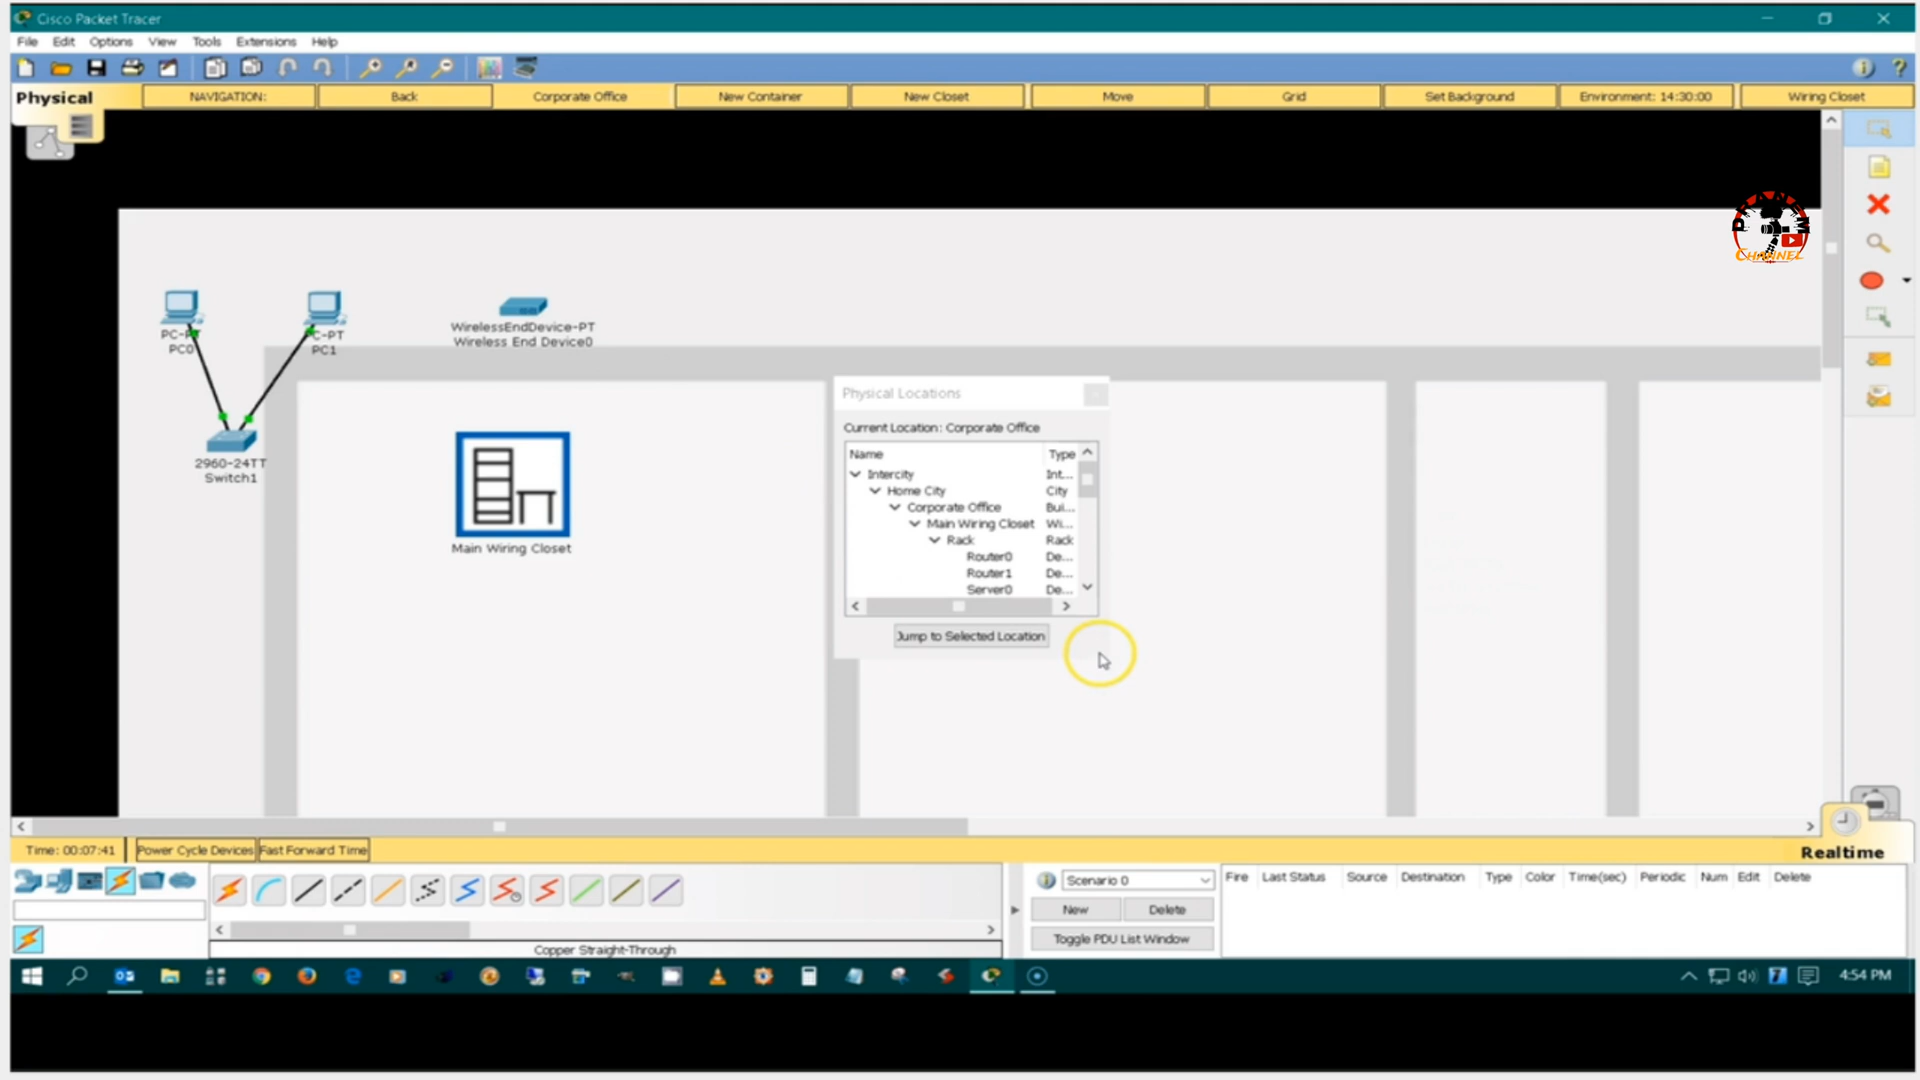 Cisco Packet Tracer
File Edit Options View Tools Extensions Help
Physical
NAVIGATION: Back Corporate Office New Container New Closet Move Grid Set Background Environment: 14:30:00 Wiring Closet
CHANNEL
PC-PT
PC0
PC-PT
PC1
WirelessEndDevice-PT
Wireless End Device0
2960-24TT
Switch1
Main Wiring Closet
Physical Locations
Current Location: Corporate Office
Name Type
Intercity Int...
Home City City
Corporate Office Bui...
Main Wiring Closet Wi...
Rack Rack
Router0 De...
Router1 De...
Server0 De...
Jump to Selected Location
Time: 00:07:41 Power Cycle Devices Fast Forward Time
Realtime
Scenario 0
New Delete
Toggle PDU List Window
Fire Last Status Source Destination Type Color Time(sec) Periodic Num Edit Delete
Copper Straight-Through
4:54 PM